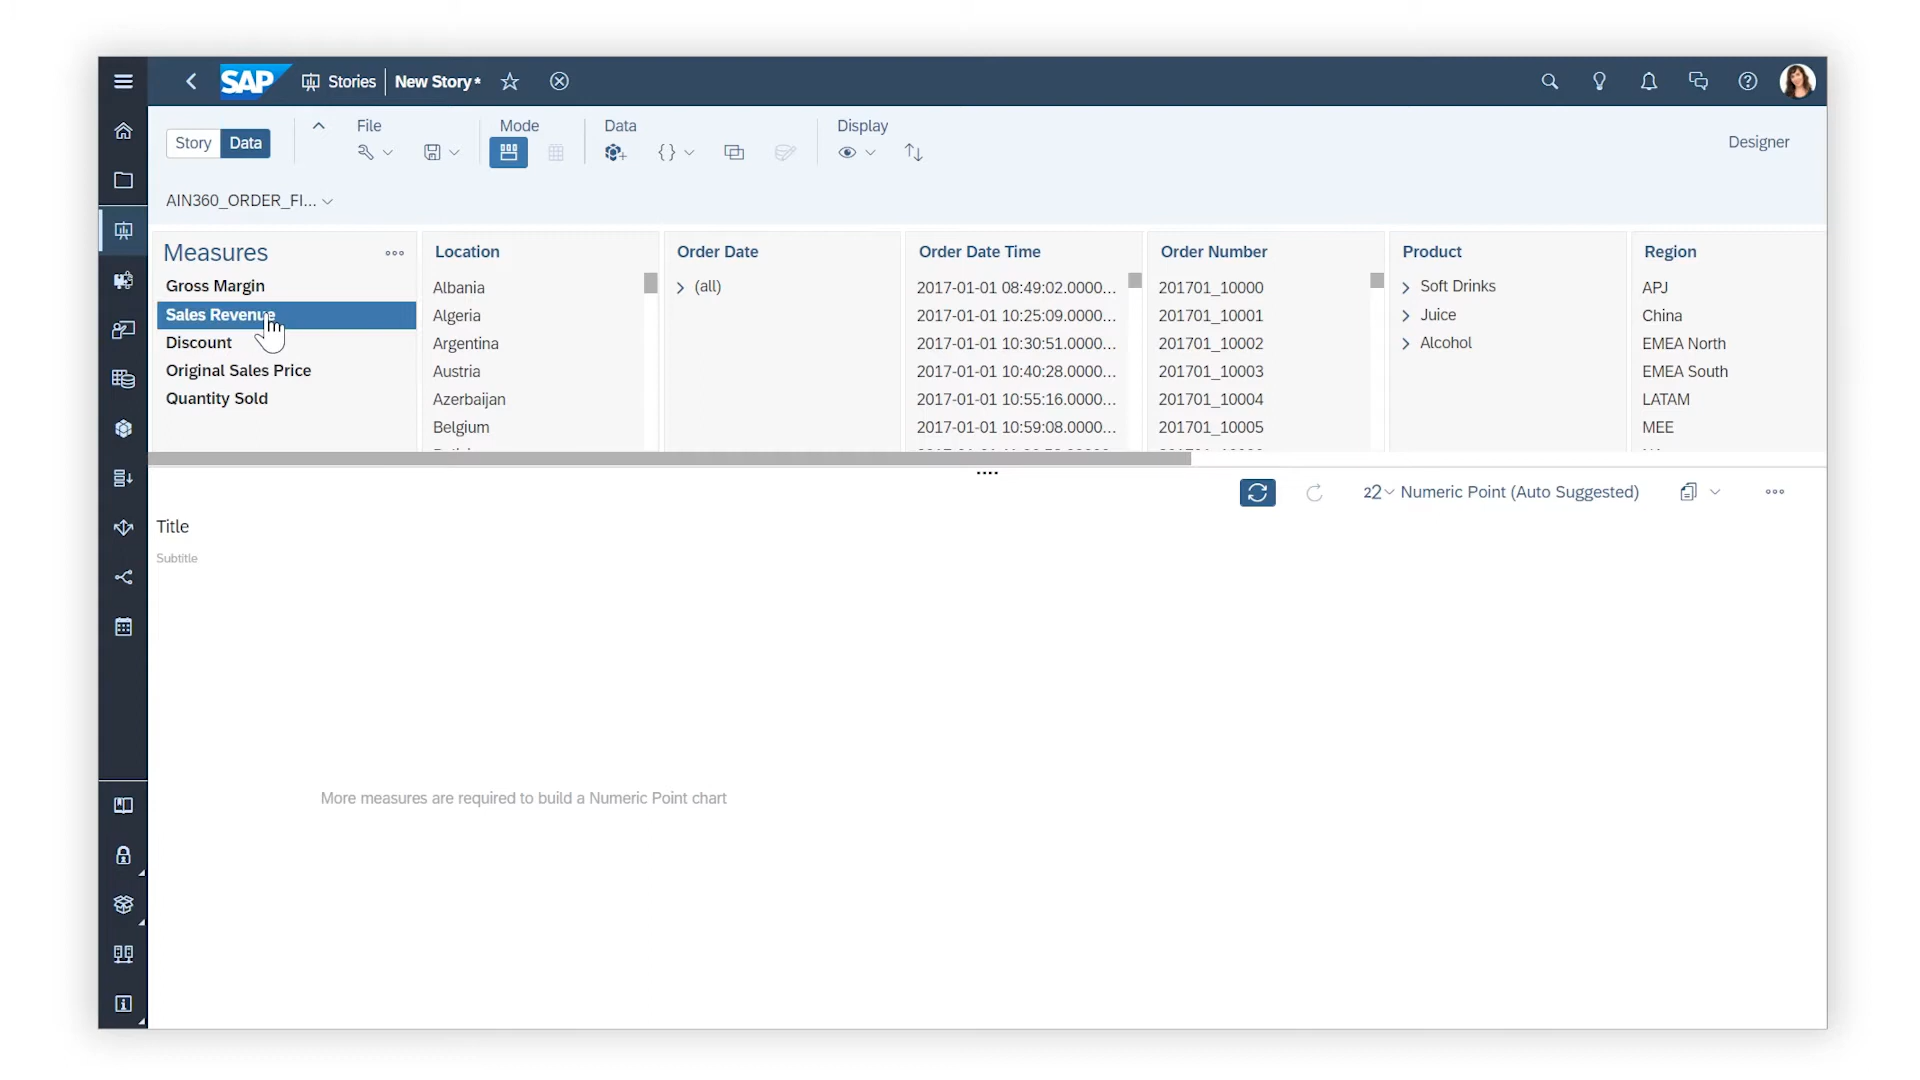 SAP Stories New Story*
File Mode Data Display
Story Data Designer
AIN360_ORDER_FI...
Measures
Gross Margin
Sales Revenue
Discount
Original Sales Price
Quantity Sold
Location
Albania
Algeria
Argentina
Austria
Azerbaijan
Belgium
Order Date
(all)
Order Date Time
2017-01-01 08:49:02.0000...
2017-01-01 10:25:09.0000...
2017-01-01 10:30:51.0000...
2017-01-01 10:40:28.0000...
2017-01-01 10:55:16.0000...
2017-01-01 10:59:08.0000...
Order Number
201701_10000
201701_10001
201701_10002
201701_10003
201701_10004
201701_10005
Product
Soft Drinks
Juice
Alcohol
Region
APJ
China
EMEA North
EMEA South
LATAM
MEE
22 Numeric Point (Auto Suggested)
Title
Subtitle
More measures are required to build a Numeric Point chart